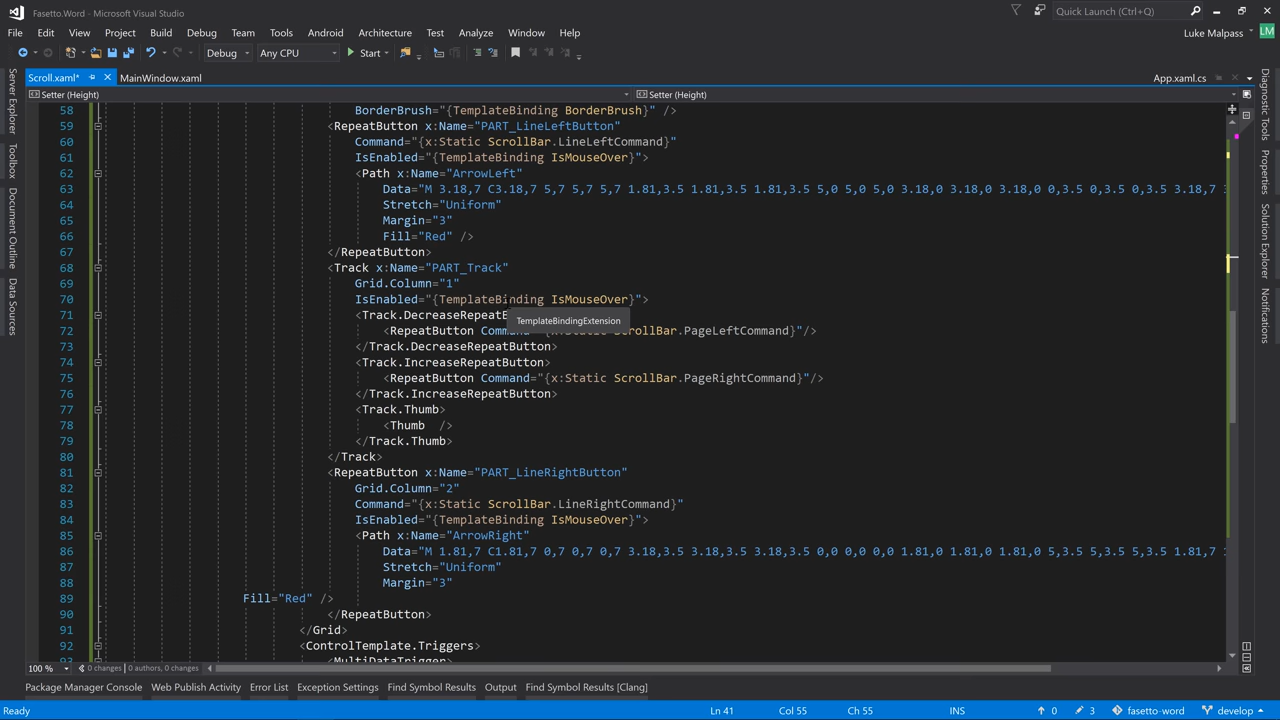 Fasetto.Word - Microsoft Visual Studio
Quick Launch (Ctrl+Q)
File Edit View Project Build Debug Team Tools Android Architecture Test Analyze Window Help
Luke Malpass LM
Debug Any CPU Start
Scroll.xaml* MainWindow.xaml App.xaml.cs
Setter (Height) Setter (Height)
Server Explorer
Toolbox
Document Outline
Data Sources
58 BorderBrush="{TemplateBinding BorderBrush}" />
59 <RepeatButton x:Name="PART_LineLeftButton"
60 Command="{x:Static ScrollBar.LineLeftCommand}"
61 IsEnabled="{TemplateBinding IsMouseOver}">
62 <Path x:Name="ArrowLeft"
63 Data="M 3.18,7 C3.18,7 5,7 5,7 5,7 1.81,3.5 1.81,3.5 1.81,3.5 5,0 5,0 5,0 3.18,0 3.18,0 3.18,0 0,3.5 0,3.5 0,3.5 3.18,7
64 Stretch="Uniform"
65 Margin="3"
66 Fill="Red" />
67 </RepeatButton>
68 <Track x:Name="PART_Track"
69 Grid.Column="1"
70 IsEnabled="{TemplateBinding IsMouseOver}">
71 <Track.DecreaseRepeatB
TemplateBindingExtension
72 <RepeatButton Command="{x:Static ScrollBar.PageLeftCommand}"/>
73 </Track.DecreaseRepeatButton>
74 <Track.IncreaseRepeatButton>
75 <RepeatButton Command="{x:Static ScrollBar.PageRightCommand}"/>
76 </Track.IncreaseRepeatButton>
77 <Track.Thumb>
78 <Thumb />
79 </Track.Thumb>
80 </Track>
81 <RepeatButton x:Name="PART_LineRightButton"
82 Grid.Column="2"
83 Command="{x:Static ScrollBar.LineRightCommand}"
84 IsEnabled="{TemplateBinding IsMouseOver}">
85 <Path x:Name="ArrowRight"
86 Data="M 1.81,7 C1.81,7 0,7 0,7 0,7 3.18,3.5 3.18,3.5 3.18,3.5 0,0 0,0 0,0 1.81,0 1.81,0 1.81,0 5,3.5 5,3.5 5,3.5 1.81,7
87 Stretch="Uniform"
88 Margin="3"
89 Fill="Red" />
90 </RepeatButton>
91 </Grid>
92 <ControlTemplate.Triggers>
93 <MultiDataTrigger>
Diagnostic Tools
Properties
Solution Explorer
Notifications
100 % 0 changes | 0 authors, 0 changes
Package Manager Console Web Publish Activity Error List Exception Settings Find Symbol Results Output Find Symbol Results [Clang]
Ready Ln 41 Col 55 Ch 55 INS 0 3 fasetto-word develop